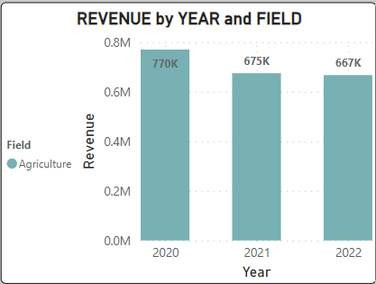 REVENUE by YEAR and FIELD
Field
Agriculture
Revenue
0.8M
0.6M
0.4M
0.2M
0.0M
770K
675K
667K
2020 2021 2022
Year